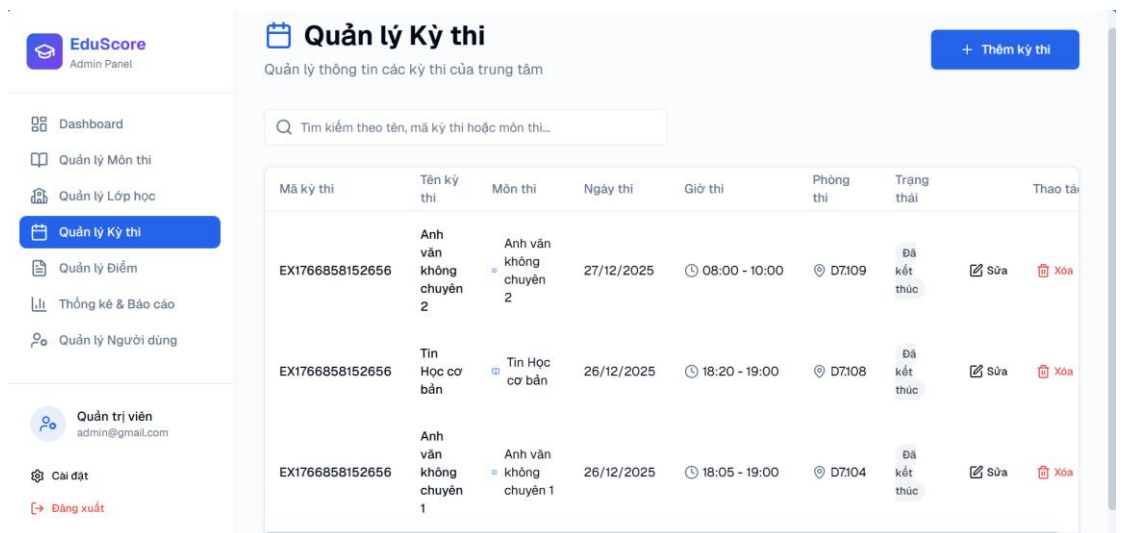 EduScore
Admin Panel
Dashboard
Quản lý Môn thi
Quản lý Lớp học
Quản lý Kỳ thi
Quản lý Điểm
Thống kê & Báo cáo
Quản lý Người dùng
Quản trị viên
admin@gmail.com
Cài đặt
Đăng xuất
Quản lý Kỳ thi
Quản lý thông tin các kỳ thi của trung tâm
+ Thêm kỳ thi
Tìm kiếm theo tên, mã kỳ thi hoặc môn thi...
Mã kỳ thi
Tên kỳ
thi
Môn thi
Ngày thi
Giờ thi
Phòng
thi
Trạng
thái
Thao tá
EX1766858152656
Anh
văn
không
chuyên
2
Anh văn
không
chuyên
2
27/12/2025
08:00 - 10:00
D7.109
Đã
kết
thúc
Sửa
Xóa
EX1766858152656
Tin
Học cơ
bản
Tin Học
cơ bản
26/12/2025
18:20 - 19:00
D7.108
Đã
kết
thúc
Sửa
Xóa
EX1766858152656
Anh
văn
không
chuyên
1
Anh văn
không
chuyên 1
26/12/2025
18:05 - 19:00
D7.104
Đã
kết
thúc
Sửa
Xóa